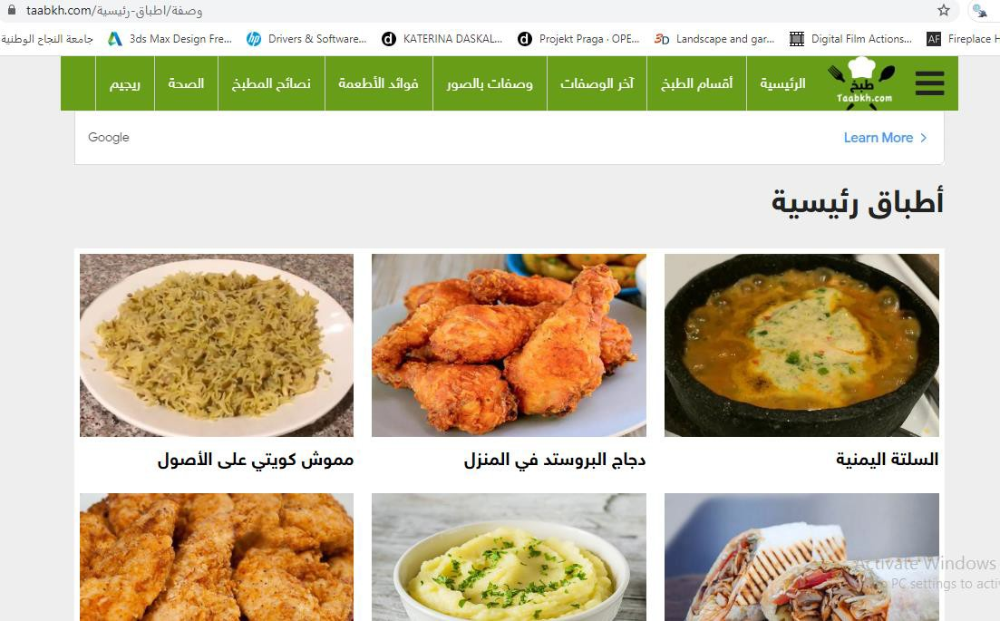 taabkh.com/وصفة/اطباق-رئيسية
جامعة النجاح الوطنية
3ds Max Design Fre...
Drivers & Software...
KATERINA DASKAL...
Projekt Praga · OPE...
Landscape and gar...
Digital Film Actions...
AF
Fireplace H
طبخ
Taabkh.com
الرئيسية
أقسام الطبخ
آخر الوصفات
وصفات بالصور
فوائد الأطعمة
نصائح المطبخ
الصحة
ريجيم
Google
Learn More
أطباق رئيسية
السلتة اليمنية
دجاج البروستد في المنزل
مموش كويتي على الأصول
Activate Windows
PC settings to acti